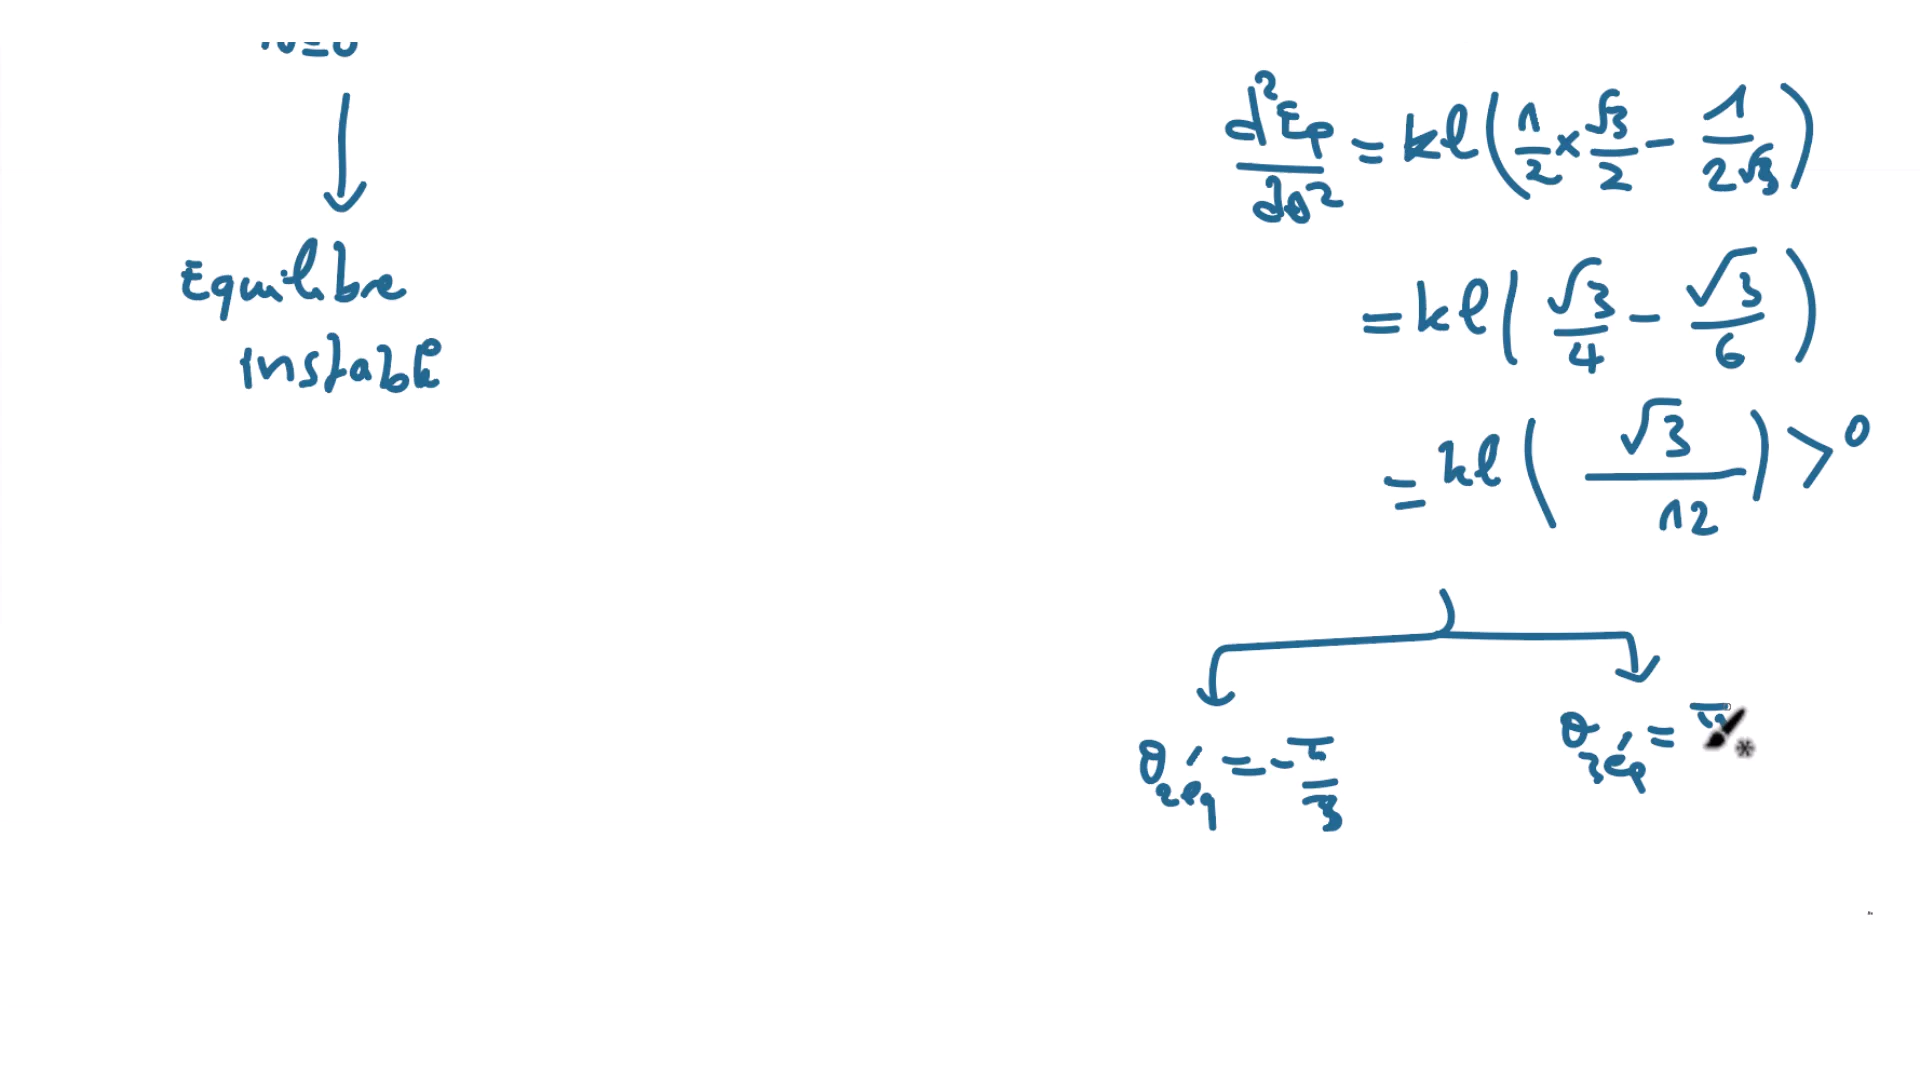 Equilibre
instable
d²Ep/dθ² = kl(1/2 × √3/2 − 1/2√3)
= kl(√3/4 − √3/6)
= kl(√3/12) > 0
θ2éq = -π/3
θ3éq = π